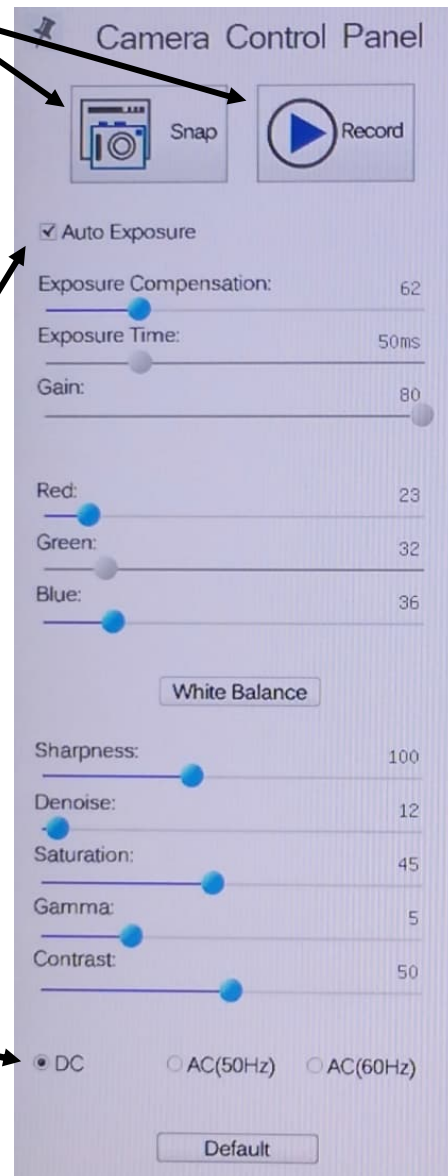 Camera Control Panel
Snap
Record
Auto Exposure
Exposure Compensation: 62
Exposure Time: 50ms
Gain: 80
Red: 23
Green: 32
Blue: 36
White Balance
Sharpness: 100
Denoise: 12
Saturation: 45
Gamma: 5
Contrast: 50
DC AC(50Hz) AC(60Hz)
Default